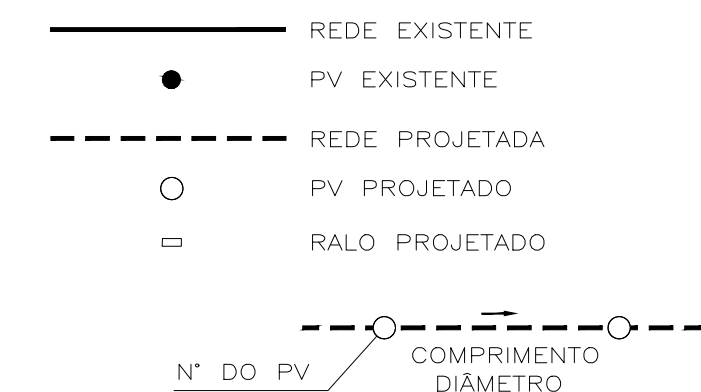 REDE EXISTENTE
PV EXISTENTE
REDE PROJETADA
PV PROJETADO
RALO PROJETADO
COMPRIMENTO
N° DO PV
DIÂMETRO